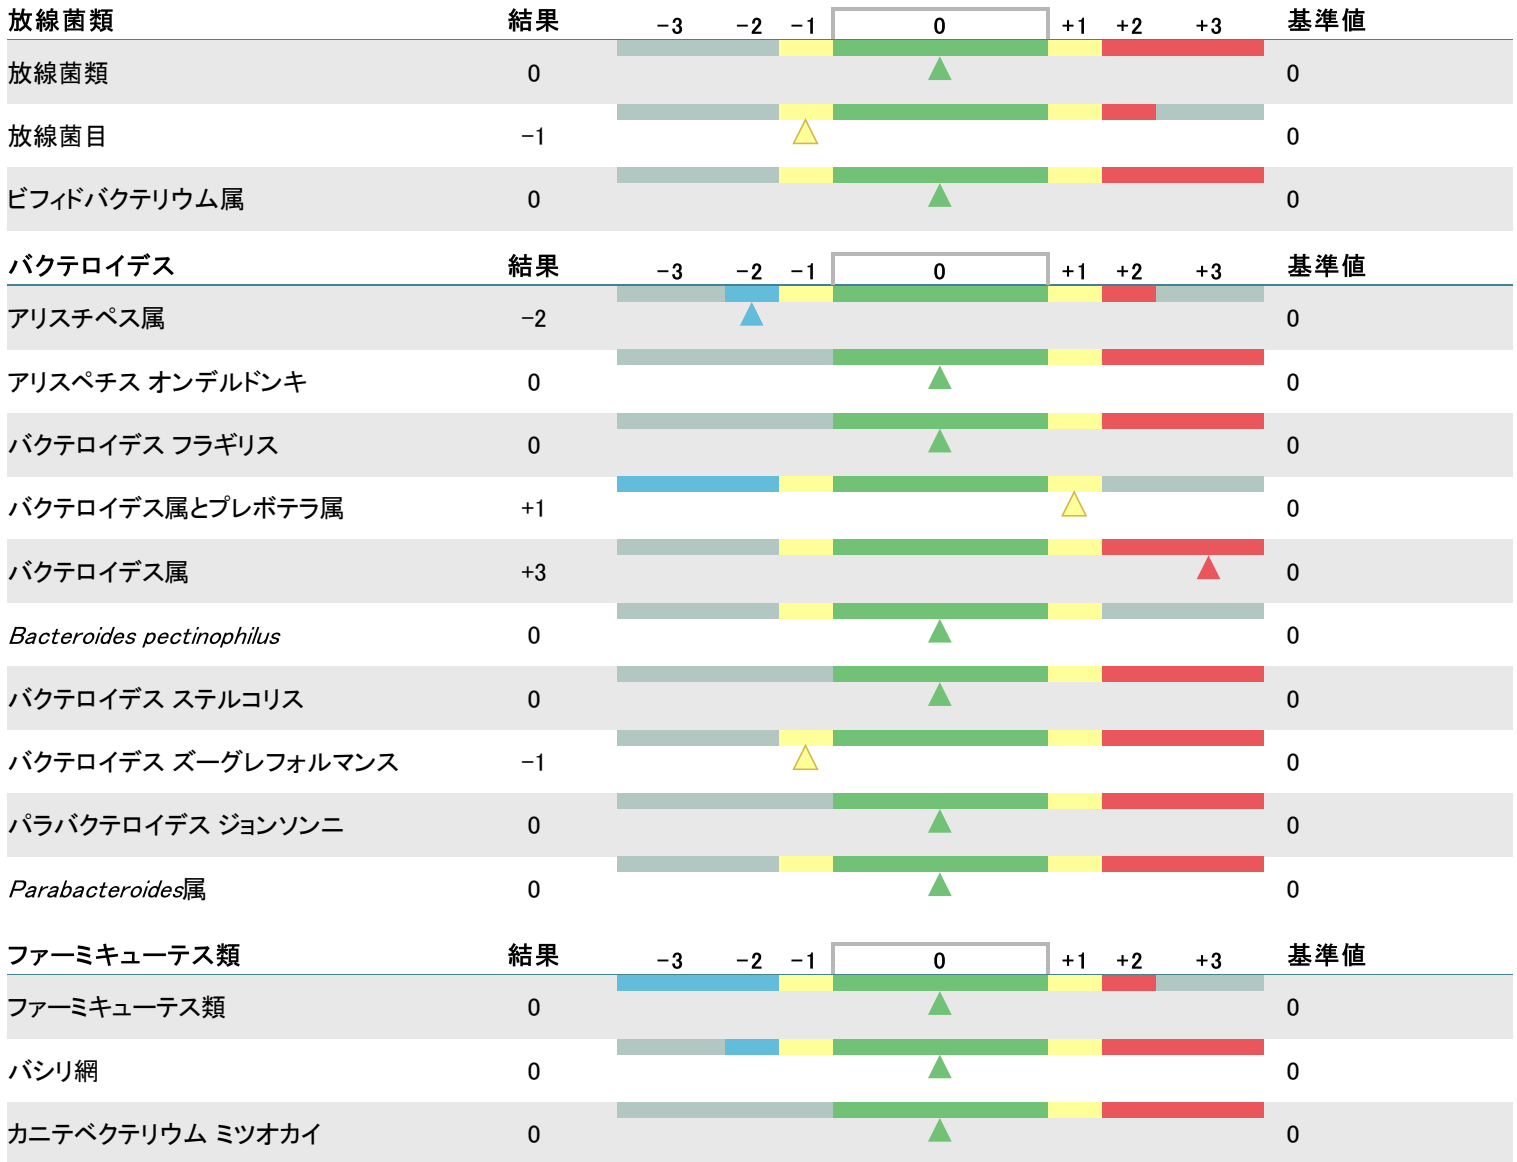 放線菌類 結果 -3 -2 -1 0 +1 +2 +3 基準値
放線菌類 0 0
放線菌目 -1 0
ビフィドバクテリウム属 0 0
バクテロイデス 結果 -3 -2 -1 0 +1 +2 +3 基準値
アリスチペス属 -2 0
アリスペチス オンデルドンキ 0 0
バクテロイデス フラギリス 0 0
バクテロイデス属とプレボテラ属 +1 0
バクテロイデス属 +3 0
Bacteroides pectinophilus 0 0
バクテロイデス ステルコリス 0 0
バクテロイデス ズーグレフォルマンス -1 0
パラバクテロイデス ジョンソンニ 0 0
Parabacteroides属 0 0
ファーミキューテス類 結果 -3 -2 -1 0 +1 +2 +3 基準値
ファーミキューテス類 0 0
バシリ網 0 0
カニテベクテリウム ミツオカイ 0 0